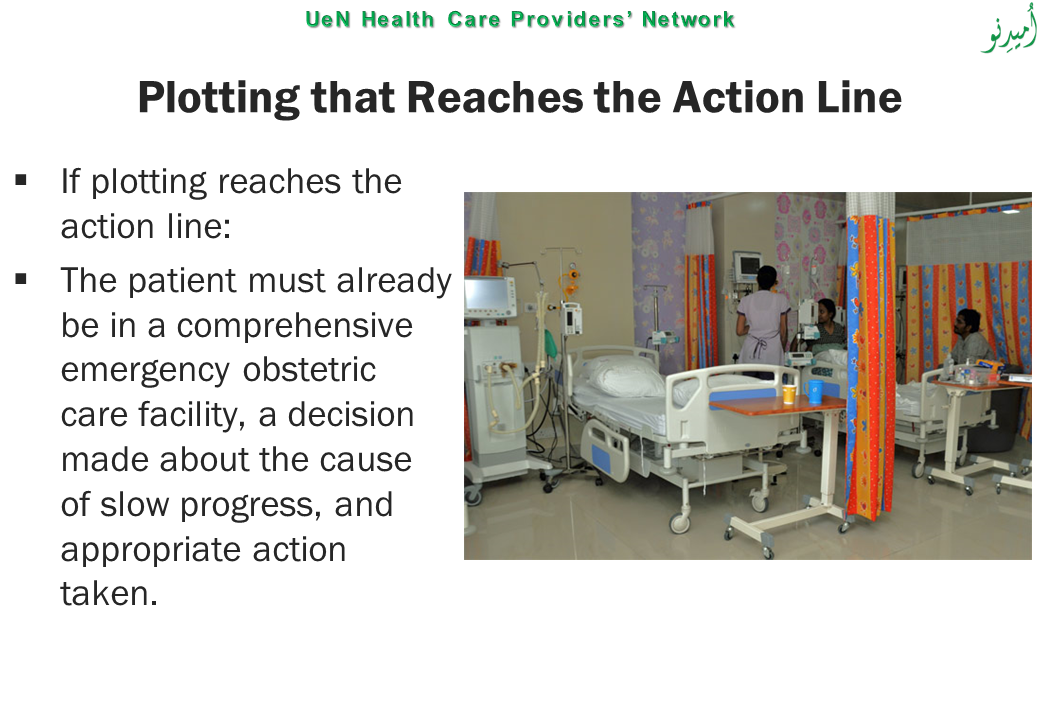 UeN Health Care Providers’ Network
اُمیدِنو
Plotting that Reaches the Action Line
▪ If plotting reaches the
action line:
▪ The patient must already
be in a comprehensive
emergency obstetric
care facility, a decision
made about the cause
of slow progress, and
appropriate action
taken.